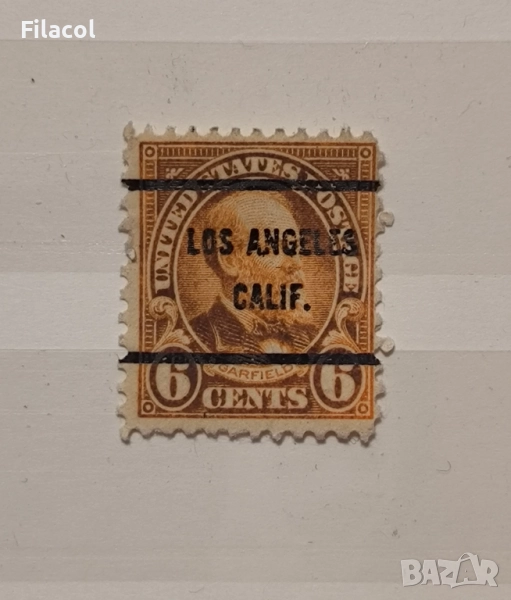 Filacol
UNITED STATES POSTAGE
LOS ANGELES
CALIF.
GARFIELD
6 CENTS 6
BAZAR